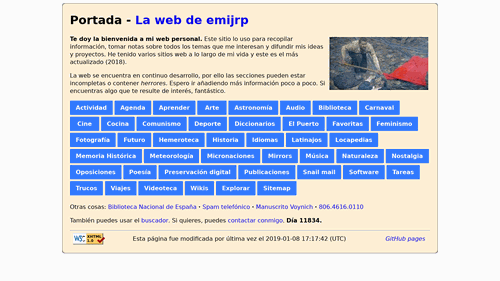 Portada - La web de emijrp
Te doy la bienvenida a mi web personal. Este sitio lo uso para recopilar
información, tomar notas sobre todos los temas que me interesan y difundir mis ideas
y proyectos. He tenido varios sitios web a lo largo de mi vida y este es el más
actualizado (2018).
La web se encuentra en continuo desarrollo, por ello las secciones pueden estar
incompletas o contener herrores. Espero ir añadiendo más información poco a poco. Si
encuentras algo que te resulte de interés, fantástico.
Actividad Agenda Aprender Arte Astronomía Audio Biblioteca Carnaval
Cine Cocina Comunismo Deporte Diccionarios El Puerto Favoritas Feminismo
Fotografía Futuro Hemeroteca Historia Idiomas Latinajos Locapedias
Memoria Histórica Meteorología Micronaciones Mirrors Música Naturaleza Nostalgia
Oposiciones Poesía Preservación digital Publicaciones Snail mail Software Tareas
Trucos Viajes Videoteca Wikis Explorar Sitemap
Otras cosas: Biblioteca Nacional de España · Spam telefónico · Manuscrito Voynich · 806.4616.0110
También puedes usar el buscador. Si quieres, puedes contactar conmigo. Día 11834.
W3C XHTML 1.0 Esta página fue modificada por última vez el 2019-01-08 17:17:42 (UTC) GitHub pages